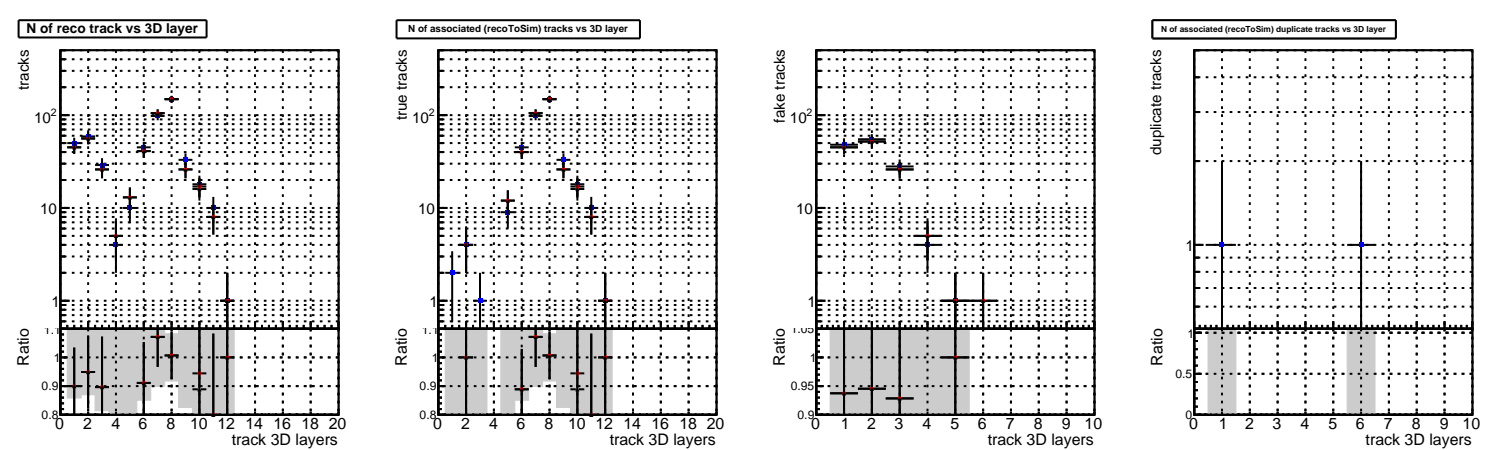 N of reco track vs 3D layer
tracks
10²
10
1
Ratio
1.1
1
0.9
0.8
0 2 4 6 8 10 12 14 16 18 20
track 3D layers
N of associated (recoToSim) tracks vs 3D layer
true tracks
10²
10
1
Ratio
1.1
1
0.9
0.8
0 2 4 6 8 10 12 14 16 18 20
track 3D layers
fake tracks
10²
10
1
Ratio
1.05
1
0.95
0.9
0 1 2 3 4 5 6 7 8 9 10
track 3D layers
N of associated (recoToSim) duplicate tracks vs 3D layer
duplicate tracks
1
Ratio
1
0.5
0
0 1 2 3 4 5 6 7 8 9 10
track 3D layers